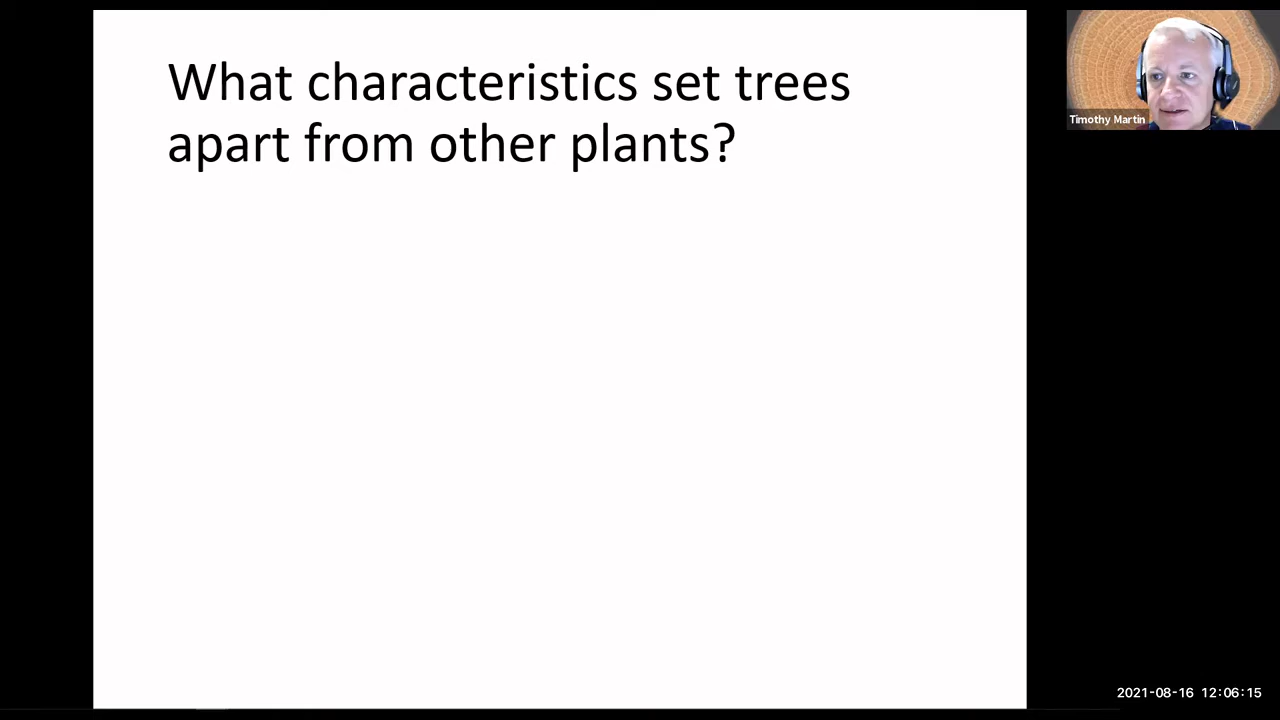 What characteristics set trees
apart from other plants?
Timothy Martin
2021-08-16 12:06:15